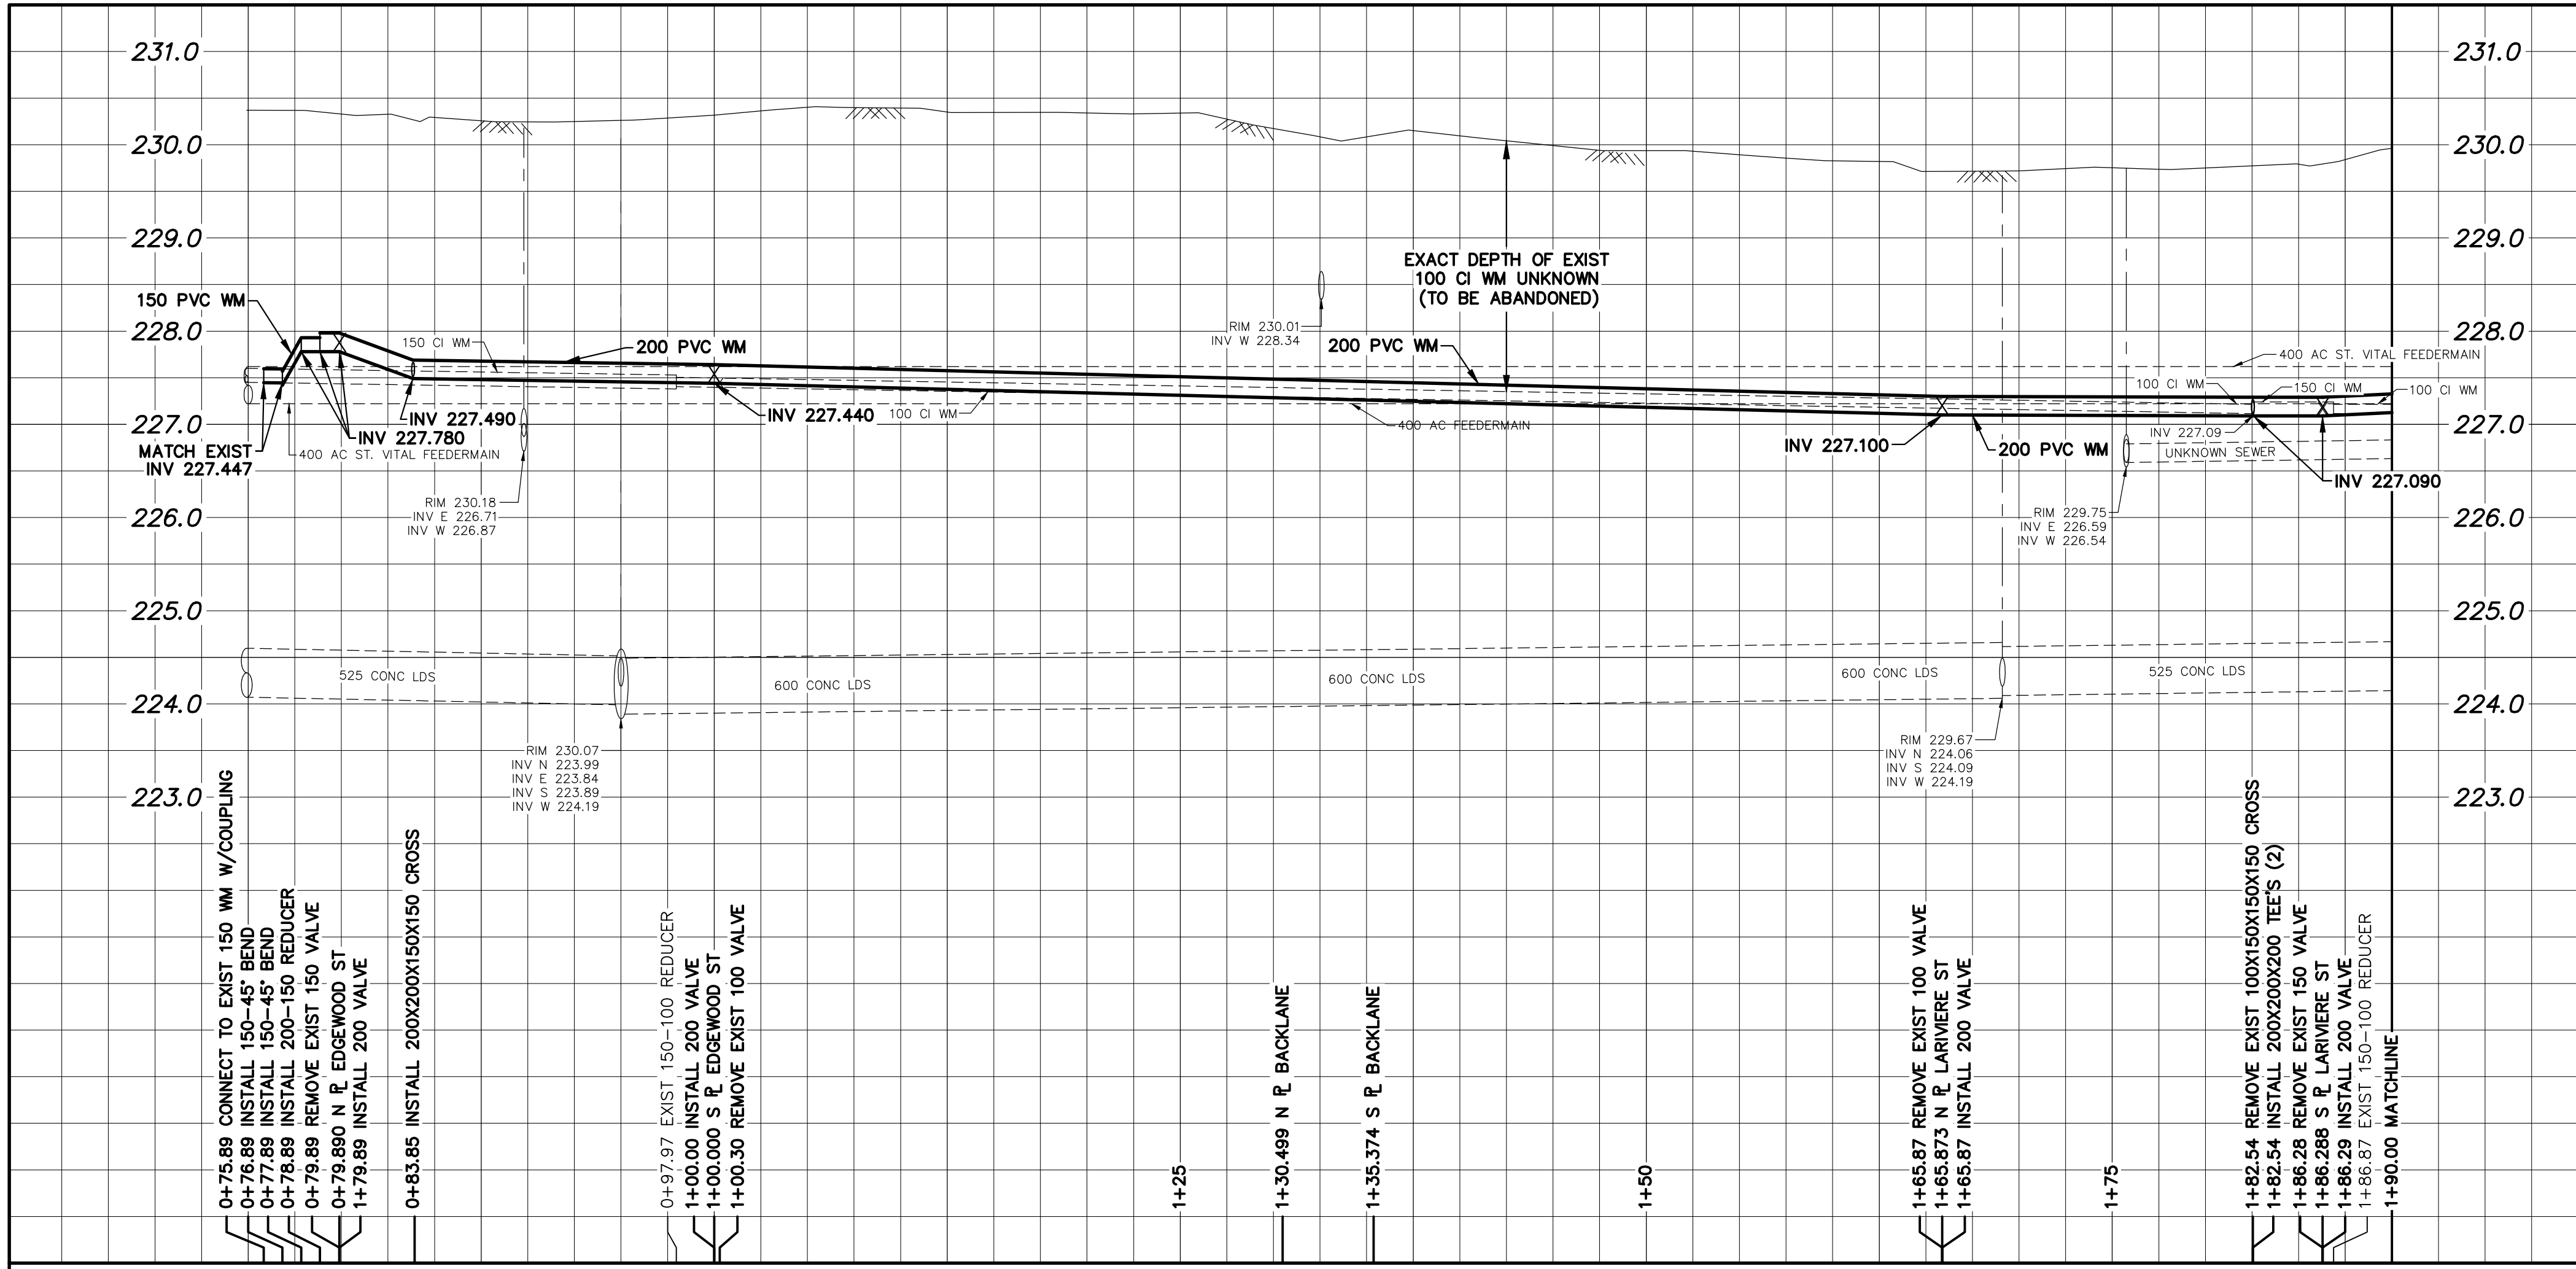 231.0
231.0
230.0
230.0
229.0
229.0
228.0
228.0
227.0
227.0
226.0
226.0
225.0
225.0
224.0
224.0
223.0
223.0
150 PVC WM
MATCH EXIST
INV 227.447
400 AC ST. VITAL FEEDERMAIN
INV 227.780
INV 227.490
150 CI WM
200 PVC WM
INV 227.440
100 CI WM
RIM 230.18
INV E 226.71
INV W 226.87
RIM 230.01
INV W 228.34
EXACT DEPTH OF EXIST
100 CI WM UNKNOWN
(TO BE ABANDONED)
200 PVC WM
400 AC FEEDERMAIN
INV 227.100
200 PVC WM
400 AC ST. VITAL FEEDERMAIN
100 CI WM
150 CI WM
100 CI WM
INV 227.09
UNKNOWN SEWER
INV 227.090
RIM 229.75
INV E 226.59
INV W 226.54
525 CONC LDS
600 CONC LDS
600 CONC LDS
600 CONC LDS
525 CONC LDS
RIM 230.07
INV N 223.99
INV E 223.84
INV S 223.89
INV W 224.19
RIM 229.67
INV N 224.06
INV S 224.09
INV W 224.19
0+75.89 CONNECT TO EXIST 150 WM W/COUPLING
0+76.89 INSTALL 150-45° BEND
0+77.89 INSTALL 150-45° BEND
0+78.89 INSTALL 200-150 REDUCER
0+79.89 REMOVE EXIST 150 VALVE
0+79.890 N PL EDGEWOOD ST
1+79.89 INSTALL 200 VALVE
0+83.85 INSTALL 200X200X150X150 CROSS
0+97.97 EXIST 150-100 REDUCER
1+00.00 INSTALL 200 VALVE
1+00.000 S PL EDGEWOOD ST
1+00.30 REMOVE EXIST 100 VALVE
1+25
1+30.499 N PL BACKLANE
1+35.374 S PL BACKLANE
1+50
1+65.87 REMOVE EXIST 100 VALVE
1+65.873 N PL LARIVIERE ST
1+65.87 INSTALL 200 VALVE
1+75
1+82.54 REMOVE EXIST 100X150X150X150 CROSS
1+82.54 INSTALL 200X200X200 TEE'S (2)
1+86.28 REMOVE EXIST 150 VALVE
1+86.288 S PL LARIVIERE ST
1+86.29 INSTALL 200 VALVE
1+86.87 EXIST 150-100 REDUCER
1+90.00 MATCHLINE